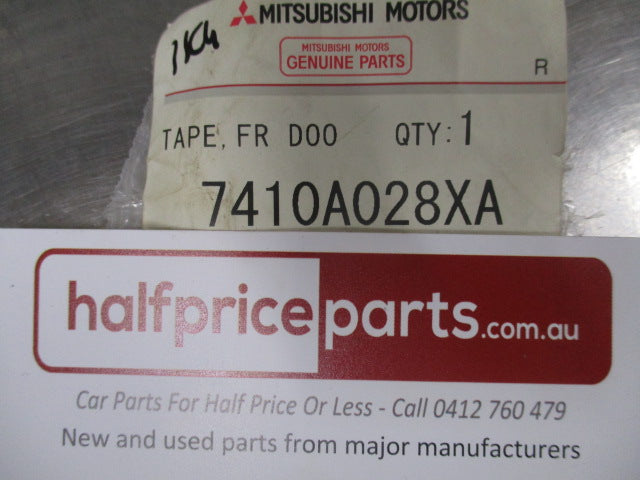 MITSUBISHI MOTORS
MITSUBISHI MOTORS
GENUINE PARTS
R
TAPE, FR DOO QTY:1
7410A028XA
halfpriceparts.com.au
Car Parts For Half Price Or Less - Call 0412 760 479
New and used parts from major manufacturers